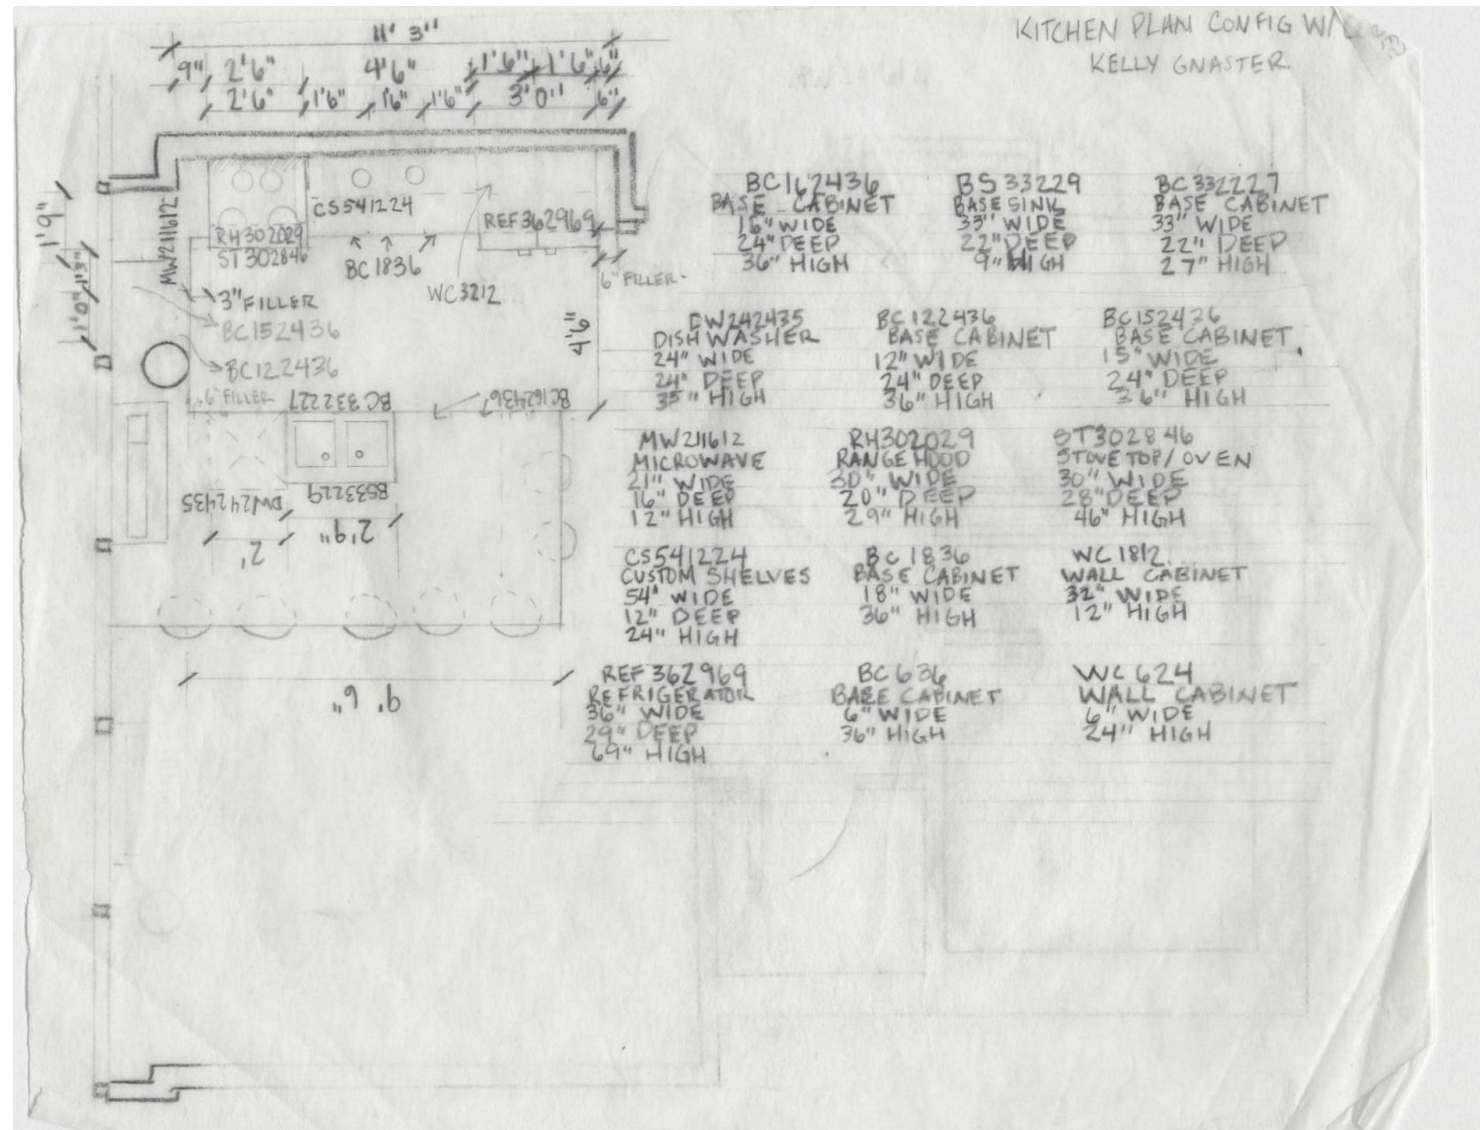 KITCHEN PLAN CONFIG W/
KELLY GNASTER
11' 3"
9" 2'6" 4'6" 1'6" 1'6" 6"
2'6" 1'6" 1'6" 1'6" 3'0" 6"
1'9"
3"
1'0"
MW211612
CS541224
REF362969
RH302029
ST302846
BC1836
WC3212
6" FILLER
3" FILLER
BC152436
BC122436
4'6"
6" FILLER
BC332227
BC162436
DW242435
BS33229
2'
2'9"
9' 6"
BC162436
BASE CABINET
16" WIDE
24" DEEP
36" HIGH
BS33229
BASE SINK
33" WIDE
22" DEEP
9" HIGH
BC332227
BASE CABINET
33" WIDE
22" DEEP
27" HIGH
DW242435
DISHWASHER
24" WIDE
24" DEEP
35" HIGH
BC122436
BASE CABINET
12" WIDE
24" DEEP
36" HIGH
BC152436
BASE CABINET
15" WIDE
24" DEEP
36" HIGH
MW211612
MICROWAVE
21" WIDE
16" DEEP
12" HIGH
RH302029
RANGE HOOD
30" WIDE
20" DEEP
29" HIGH
ST302846
STOVE TOP/OVEN
30" WIDE
28" DEEP
46" HIGH
CS541224
CUSTOM SHELVES
54" WIDE
12" DEEP
24" HIGH
BC1836
BASE CABINET
18" WIDE
36" HIGH
WC1812
WALL CABINET
32" WIDE
12" HIGH
REF362969
REFRIGERATOR
36" WIDE
29" DEEP
69" HIGH
BC636
BASE CABINET
6" WIDE
36" HIGH
WC624
WALL CABINET
6" WIDE
24" HIGH